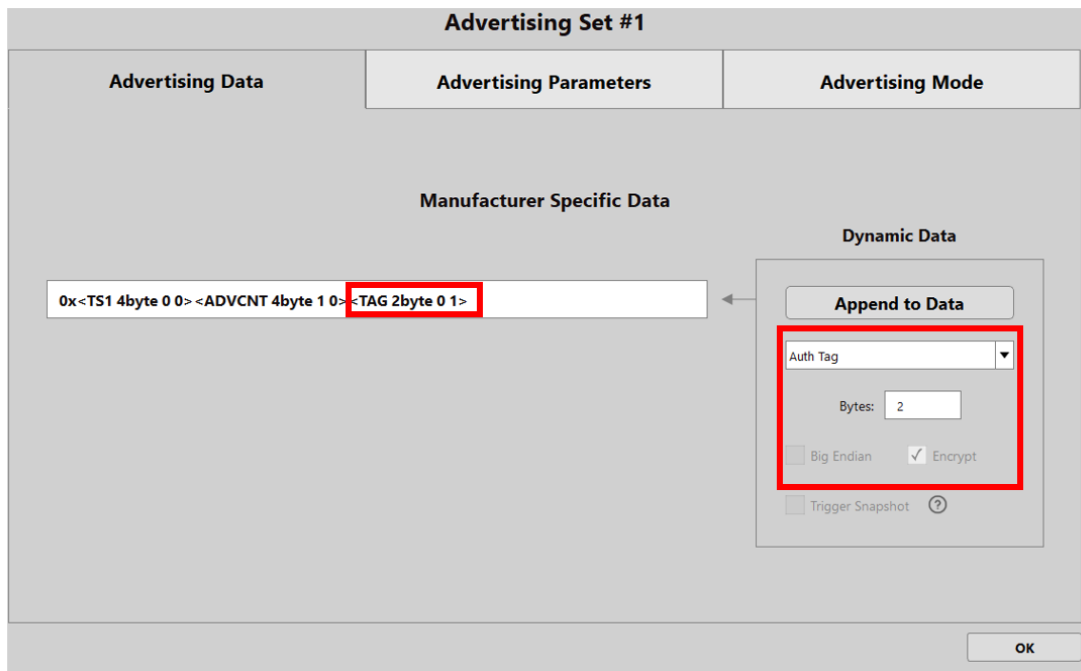 Advertising Set #1
Advertising Data
Advertising Parameters
Advertising Mode
Manufacturer Specific Data
Dynamic Data
0x<TS1 4byte 0 0><ADVCNT 4byte 1 0><TAG 2byte 0 1>
Append to Data
Auth Tag
Bytes: 2
Big Endian Encrypt
Trigger Snapshot ?
OK